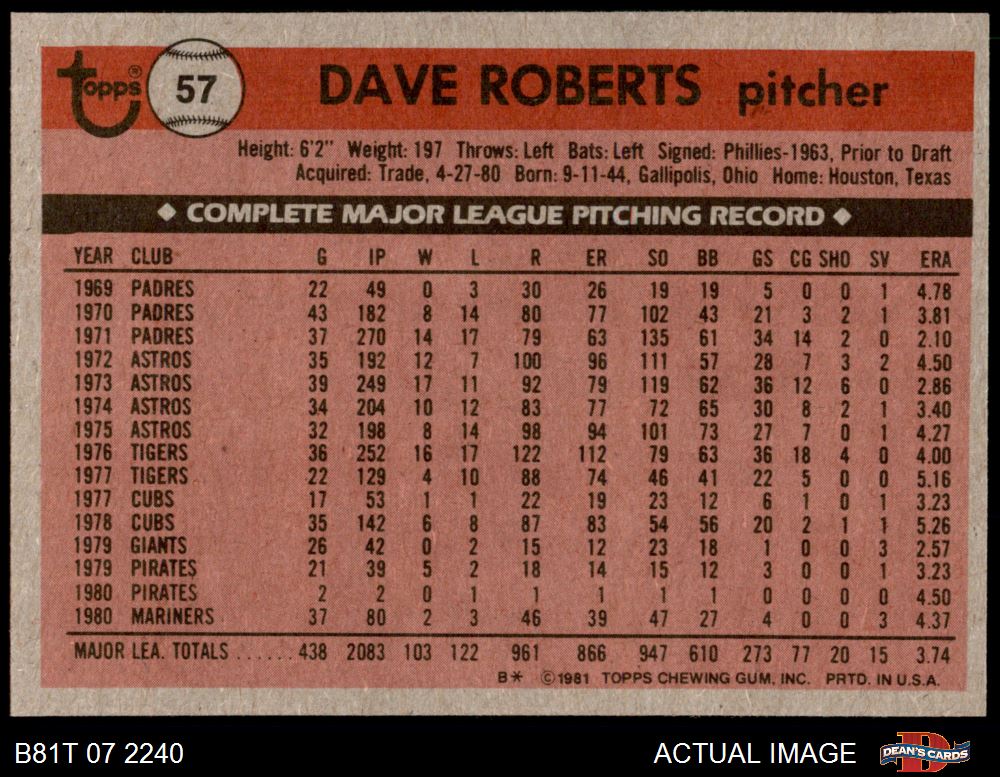 Topps® 57 DAVE ROBERTS pitcher
Height: 6'2" Weight: 197 Throws: Left Bats: Left Signed: Phillies-1963, Prior to Draft
Acquired: Trade, 4-27-80 Born: 9-11-44, Gallipolis, Ohio Home: Houston, Texas
◆ COMPLETE MAJOR LEAGUE PITCHING RECORD ◆
YEAR CLUB G IP W L R ER SO BB GS CG SHO SV ERA
1969 PADRES 22 49 0 3 30 26 19 19 5 0 0 1 4.78
1970 PADRES 43 182 8 14 80 77 102 43 21 3 2 1 3.81
1971 PADRES 37 270 14 17 79 63 135 61 34 14 2 0 2.10
1972 ASTROS 35 192 12 7 100 96 111 57 28 7 3 2 4.50
1973 ASTROS 39 249 17 11 92 79 119 62 36 12 6 0 2.86
1974 ASTROS 34 204 10 12 83 77 72 65 30 8 2 1 3.40
1975 ASTROS 32 198 8 14 98 94 101 73 27 7 0 1 4.27
1976 TIGERS 36 252 16 17 122 112 79 63 36 18 4 0 4.00
1977 TIGERS 22 129 4 10 88 74 46 41 22 5 0 0 5.16
1977 CUBS 17 53 1 1 22 19 23 12 6 1 0 1 3.23
1978 CUBS 35 142 6 8 87 83 54 56 20 2 1 1 5.26
1979 GIANTS 26 42 0 2 15 12 23 18 1 0 0 3 2.57
1979 PIRATES 21 39 5 2 18 14 15 12 3 0 0 1 3.23
1980 PIRATES 2 2 0 1 1 1 1 1 0 0 0 0 4.50
1980 MARINERS 37 80 2 3 46 39 47 27 4 0 0 3 4.37
MAJOR LEA. TOTALS ...... 438 2083 103 122 961 866 947 610 273 77 20 15 3.74
B* ©1981 TOPPS CHEWING GUM, INC. PRTD. IN U.S.A.
B81T 07 2240 ACTUAL IMAGE DEAN'S CARDS